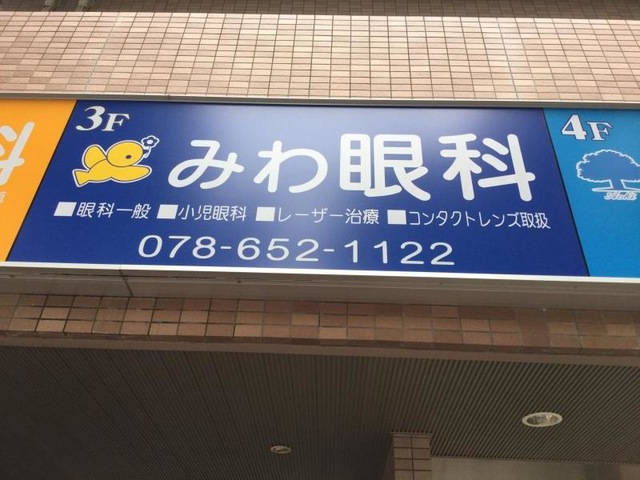 科
3F
みわ眼科
■眼科一般 ■小児眼科 ■レーザー治療 ■コンタクトレンズ取扱
078-652-1122
4F